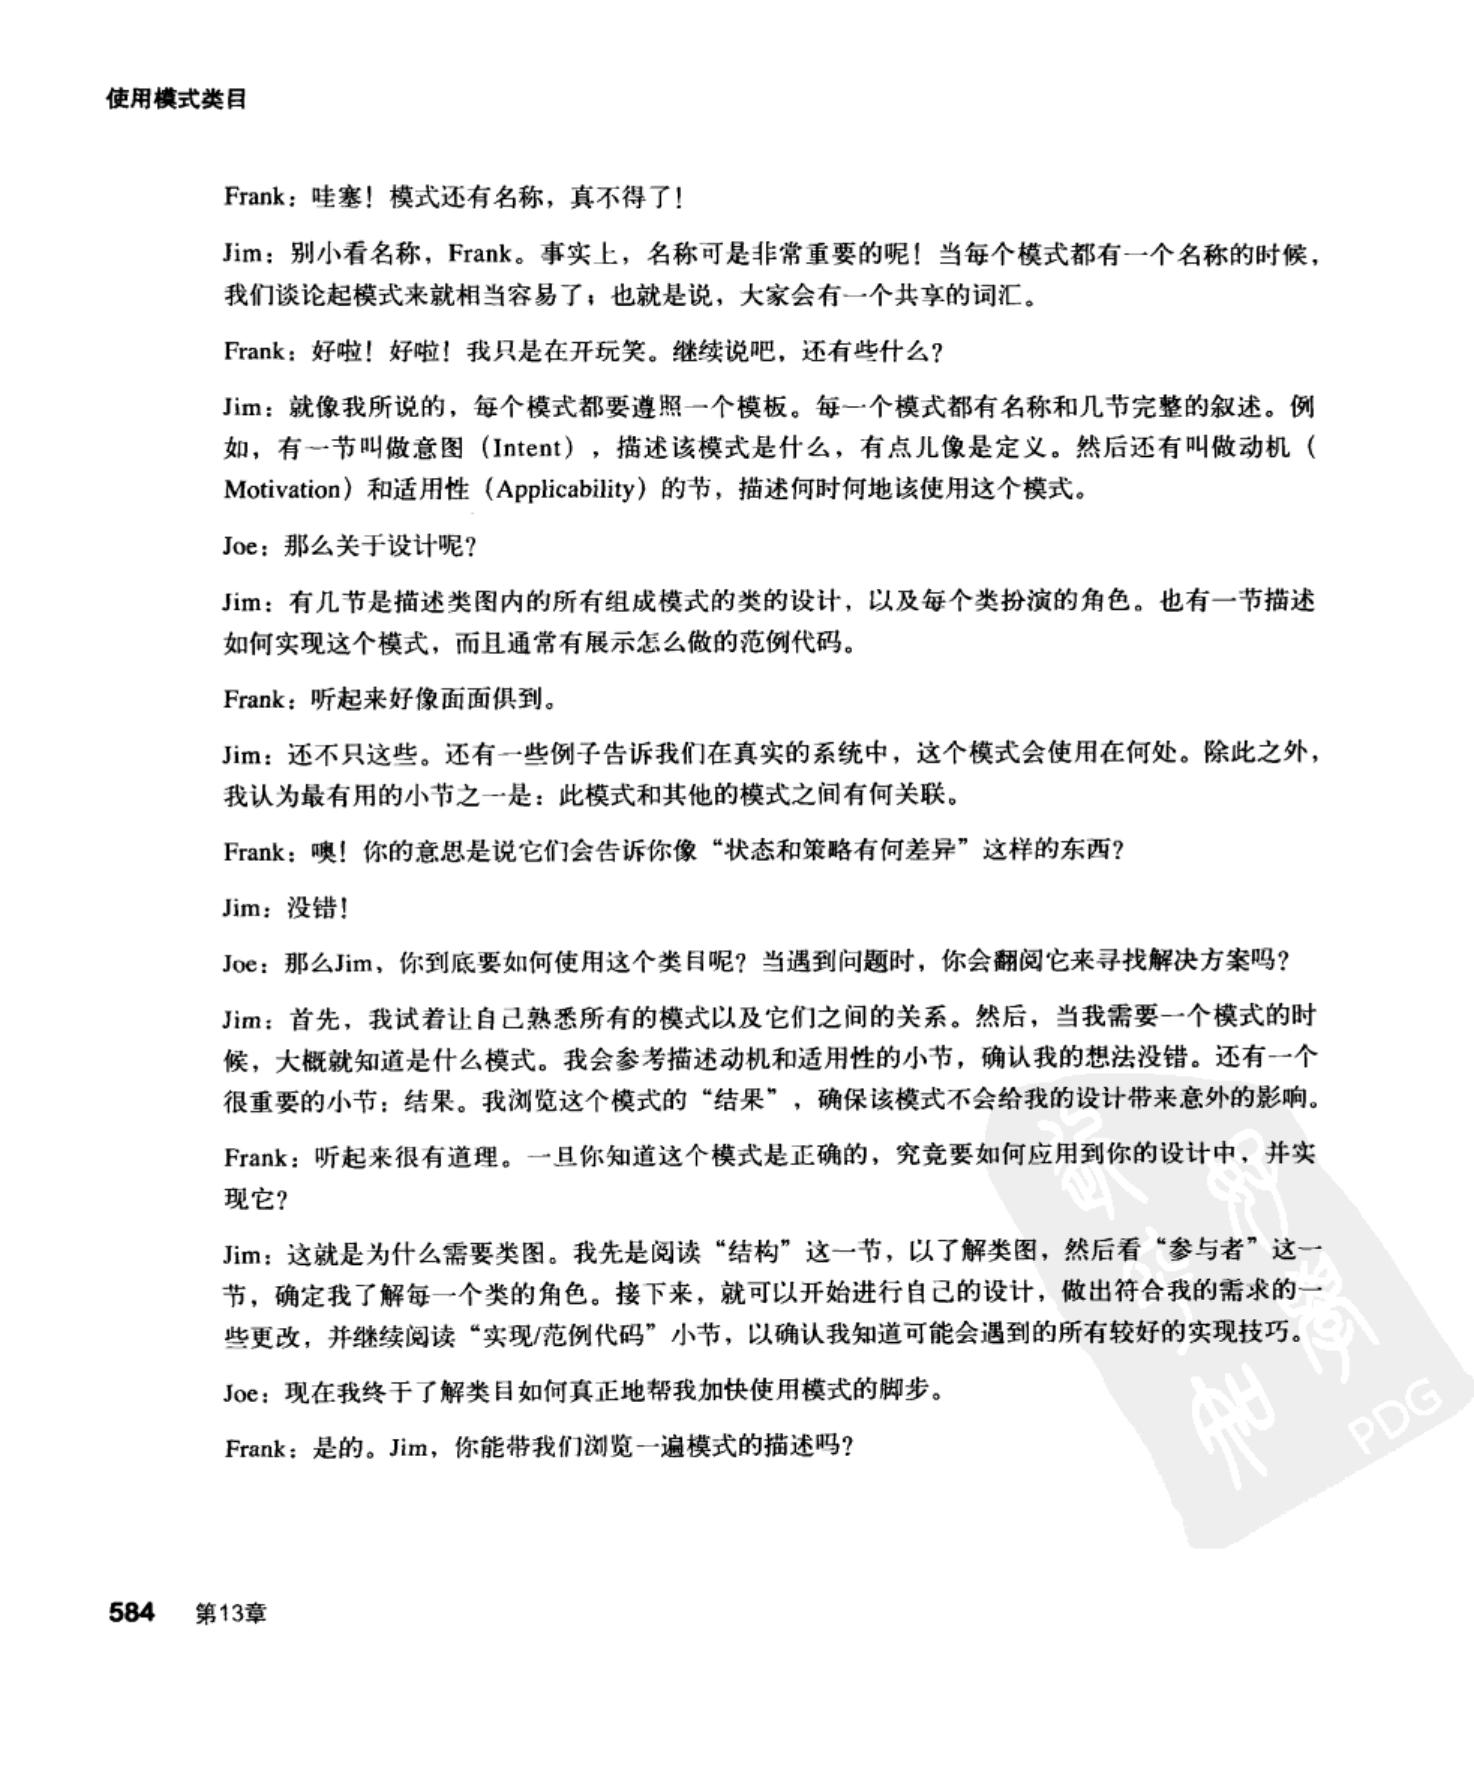 使用模式类目
Frank：哇塞！模式还有名称，真不得了！
Jim：别小看名称，Frank。事实上，名称可是非常重要的呢！当每个模式都有一个名称的时候，
我们谈论起模式来就相当容易了；也就是说，大家会有一个共享的词汇。
Frank：好啦！好啦！我只是在开玩笑。继续说吧，还有些什么？
Jim：就像我所说的，每个模式都要遵照一个模板。每一个模式都有名称和几节完整的叙述。例
如，有一节叫做意图（Intent），描述该模式是什么，有点儿像是定义。然后还有叫做动机（
Motivation）和适用性（Applicability）的节，描述何时何地该使用这个模式。
Joe：那么关于设计呢？
Jim：有几节是描述类图内的所有组成模式的类的设计，以及每个类扮演的角色。也有一节描述
如何实现这个模式，而且通常有展示怎么做的范例代码。
Frank：听起来好像面面俱到。
Jim：还不只这些。还有一些例子告诉我们在真实的系统中，这个模式会使用在何处。除此之外，
我认为最有用的小节之一是：此模式和其他的模式之间有何关联。
Frank：噢！你的意思是说它们会告诉你像“状态和策略有何差异”这样的东西？
Jim：没错！
Joe：那么Jim，你到底要如何使用这个类目呢？当遇到问题时，你会翻阅它来寻找解决方案吗？
Jim：首先，我试着让自己熟悉所有的模式以及它们之间的关系。然后，当我需要一个模式的时
候，大概就知道是什么模式。我会参考描述动机和适用性的小节，确认我的想法没错。还有一个
很重要的小节：结果。我浏览这个模式的“结果”，确保该模式不会给我的设计带来意外的影响。
Frank：听起来很有道理。一旦你知道这个模式是正确的，究竟要如何应用到你的设计中，并实
现它？
Jim：这就是为什么需要类图。我先是阅读“结构”这一节，以了解类图，然后看“参与者”这一
节，确定我了解每一个类的角色。接下来，就可以开始进行自己的设计，做出符合我的需求的一
些更改，并继续阅读“实现/范例代码”小节，以确认我知道可能会遇到的所有较好的实现技巧。
Joe：现在我终于了解类目如何真正地帮我加快使用模式的脚步。
Frank：是的。Jim，你能带我们浏览一遍模式的描述吗？
PDG
584 第13章